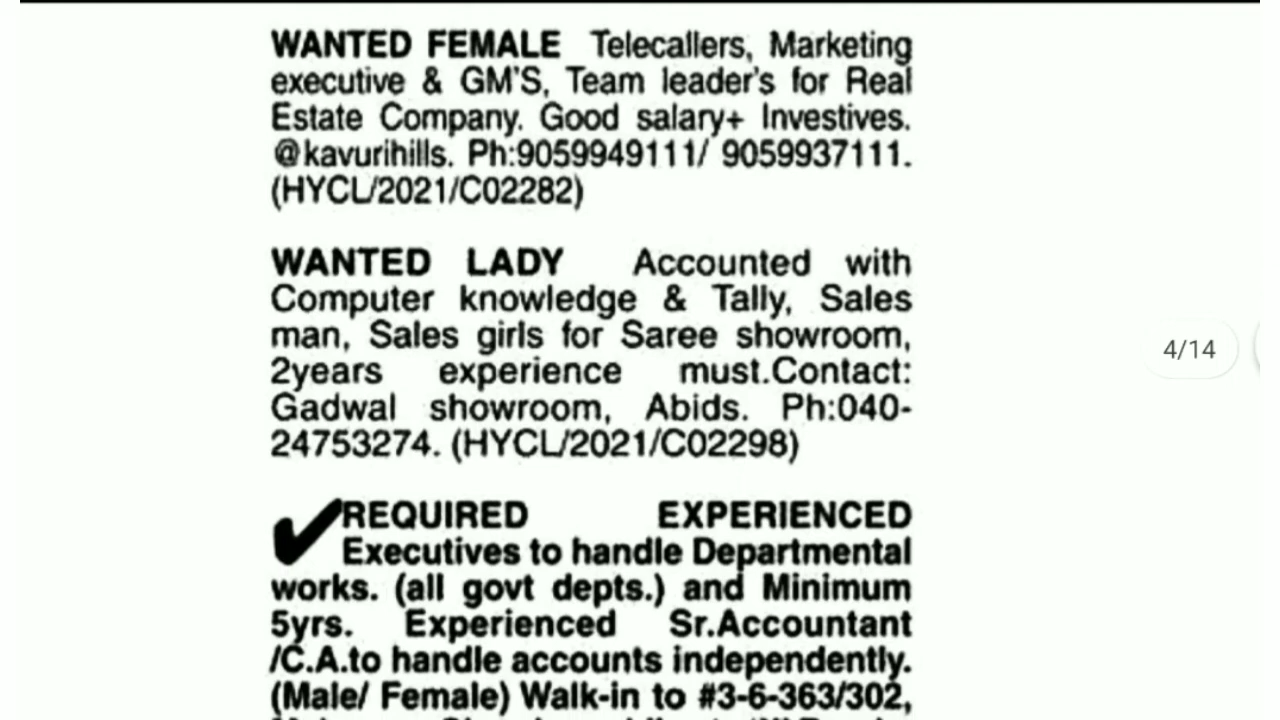 WANTED FEMALE Telecallers, Marketing
executive & GM'S, Team leader's for Real
Estate Company. Good salary+ Investives.
@kavurihills. Ph:9059949111/ 9059937111.
(HYCL/2021/C02282)
WANTED LADY Accounted with
Computer knowledge & Tally, Sales
man, Sales girls for Saree showroom,
2years experience must.Contact:
Gadwal showroom, Abids. Ph:040-
24753274. (HYCL/2021/C02298)
4/14
✔REQUIRED EXPERIENCED
Executives to handle Departmental
works. (all govt depts.) and Minimum
5yrs. Experienced Sr.Accountant
/C.A.to handle accounts independently.
(Male/ Female) Walk-in to #3-6-363/302,